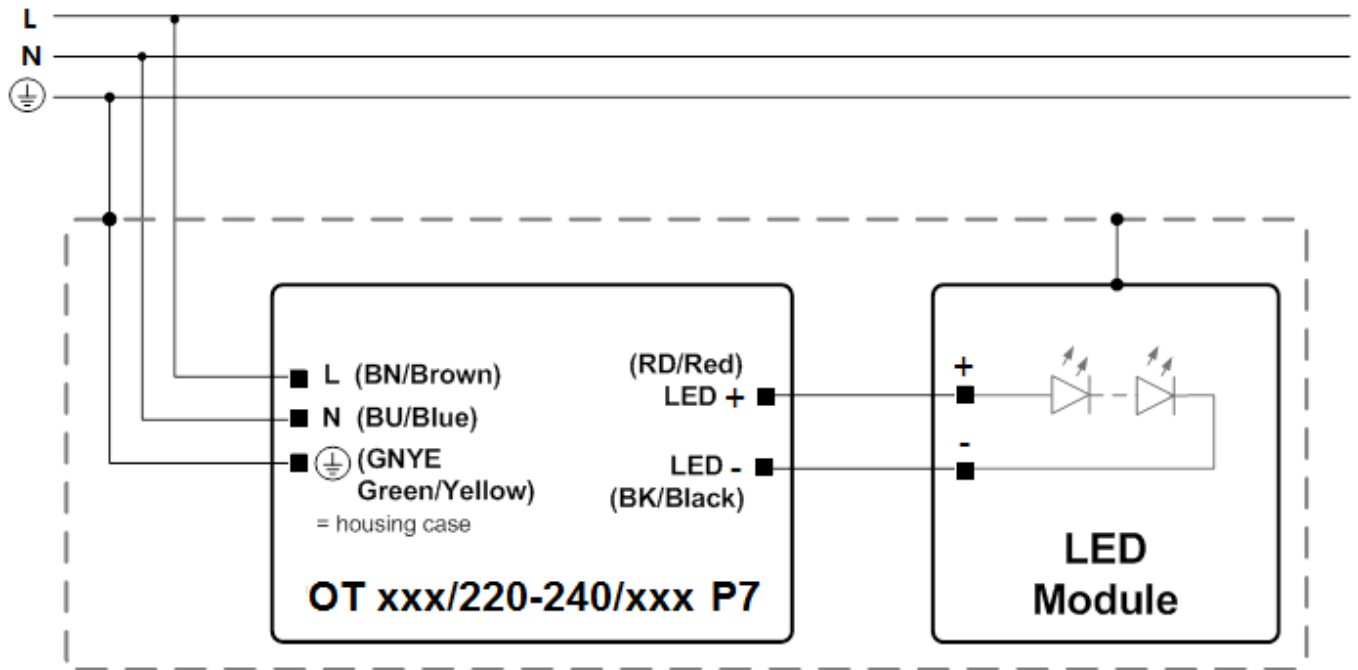 L
N
L (BN/Brown)
N (BU/Blue)
(GNYE
Green/Yellow)
= housing case
(RD/Red)
LED +
LED -
(BK/Black)
OT xxx/220-240/xxx P7
+
-
LED
Module